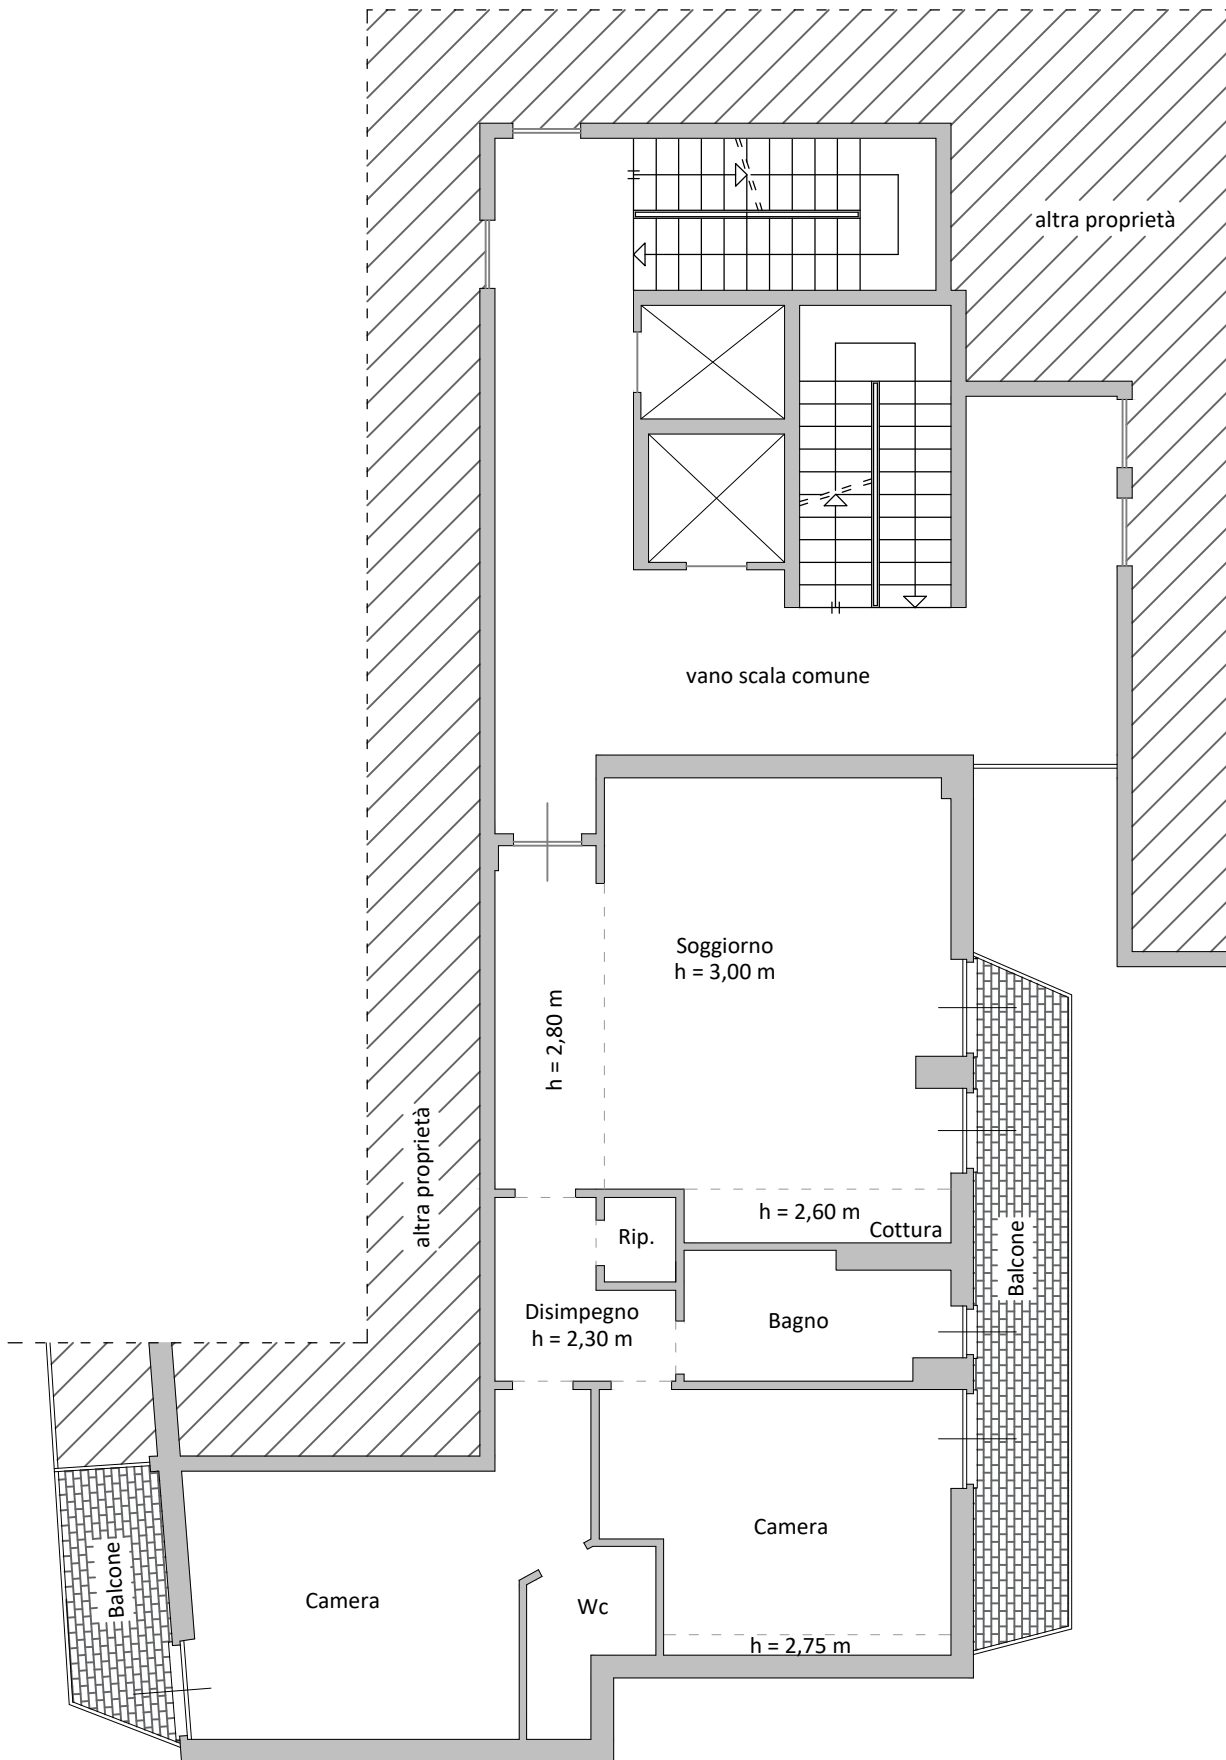 altra proprietà
vano scala comune
Soggiorno
h = 3,00 m
h = 2,80 m
altra proprietà
h = 2,60 m
Cottura
Rip.
Balcone
Disimpegno
h = 2,30 m
Bagno
Camera
Balcone
Camera
Wc
h = 2,75 m